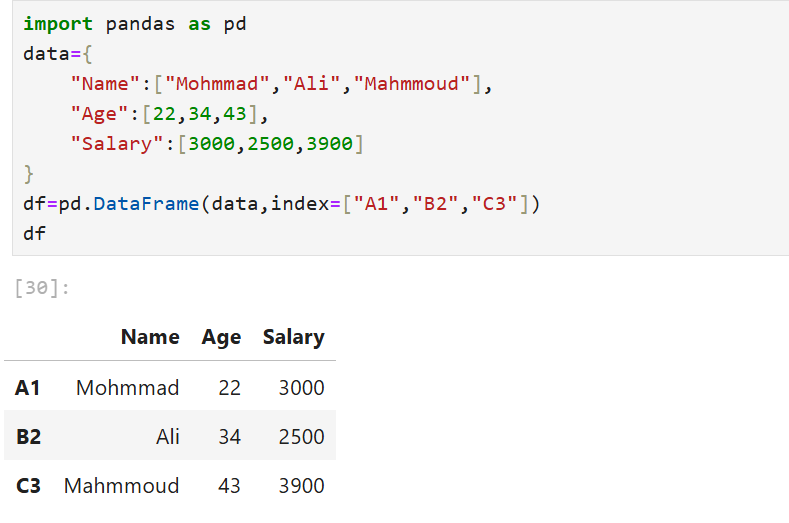 import pandas as pd
data={
    "Name":["Mohmmad","Ali","Mahmmoud"],
    "Age":[22,34,43],
    "Salary":[3000,2500,3900]
}
df=pd.DataFrame(data,index=["A1","B2","C3"])
df
[30]:
Name Age Salary
A1 Mohmmad 22 3000
B2 Ali 34 2500
C3 Mahmmoud 43 3900